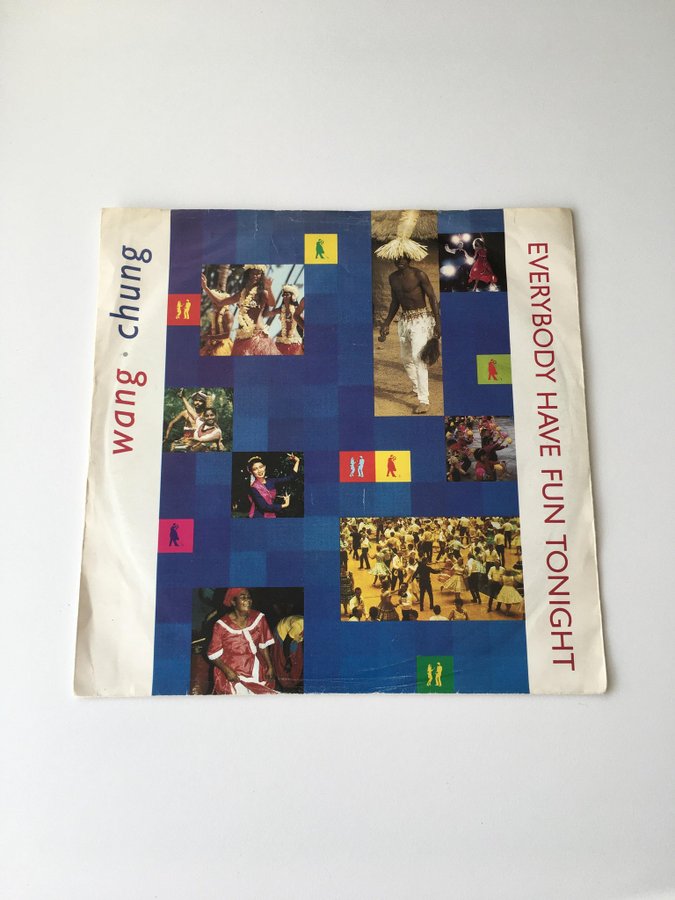 wang · chung
EVERYBODY HAVE FUN TONIGHT